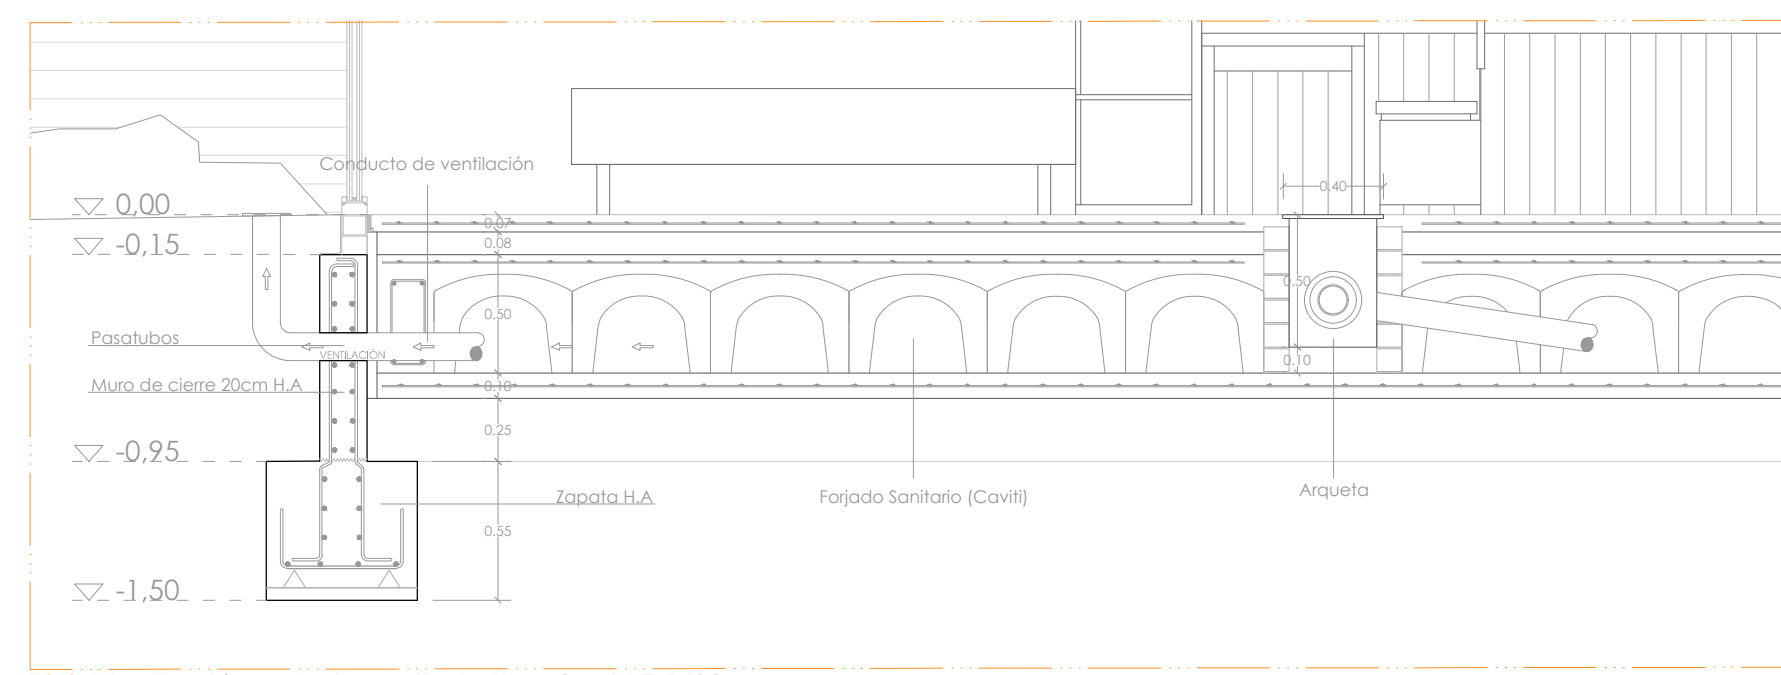 Conducto de ventilación
0,00
0.40
0.07
-0,15
0.08
0.50
0.50
Pasatubos
VENTILACIÓN
0.10
Muro de cierre 20cm H.A
0.10
0.25
-0,95
Zapata H.A
Forjado Sanitario (Caviti)
Arqueta
0.55
-1,50